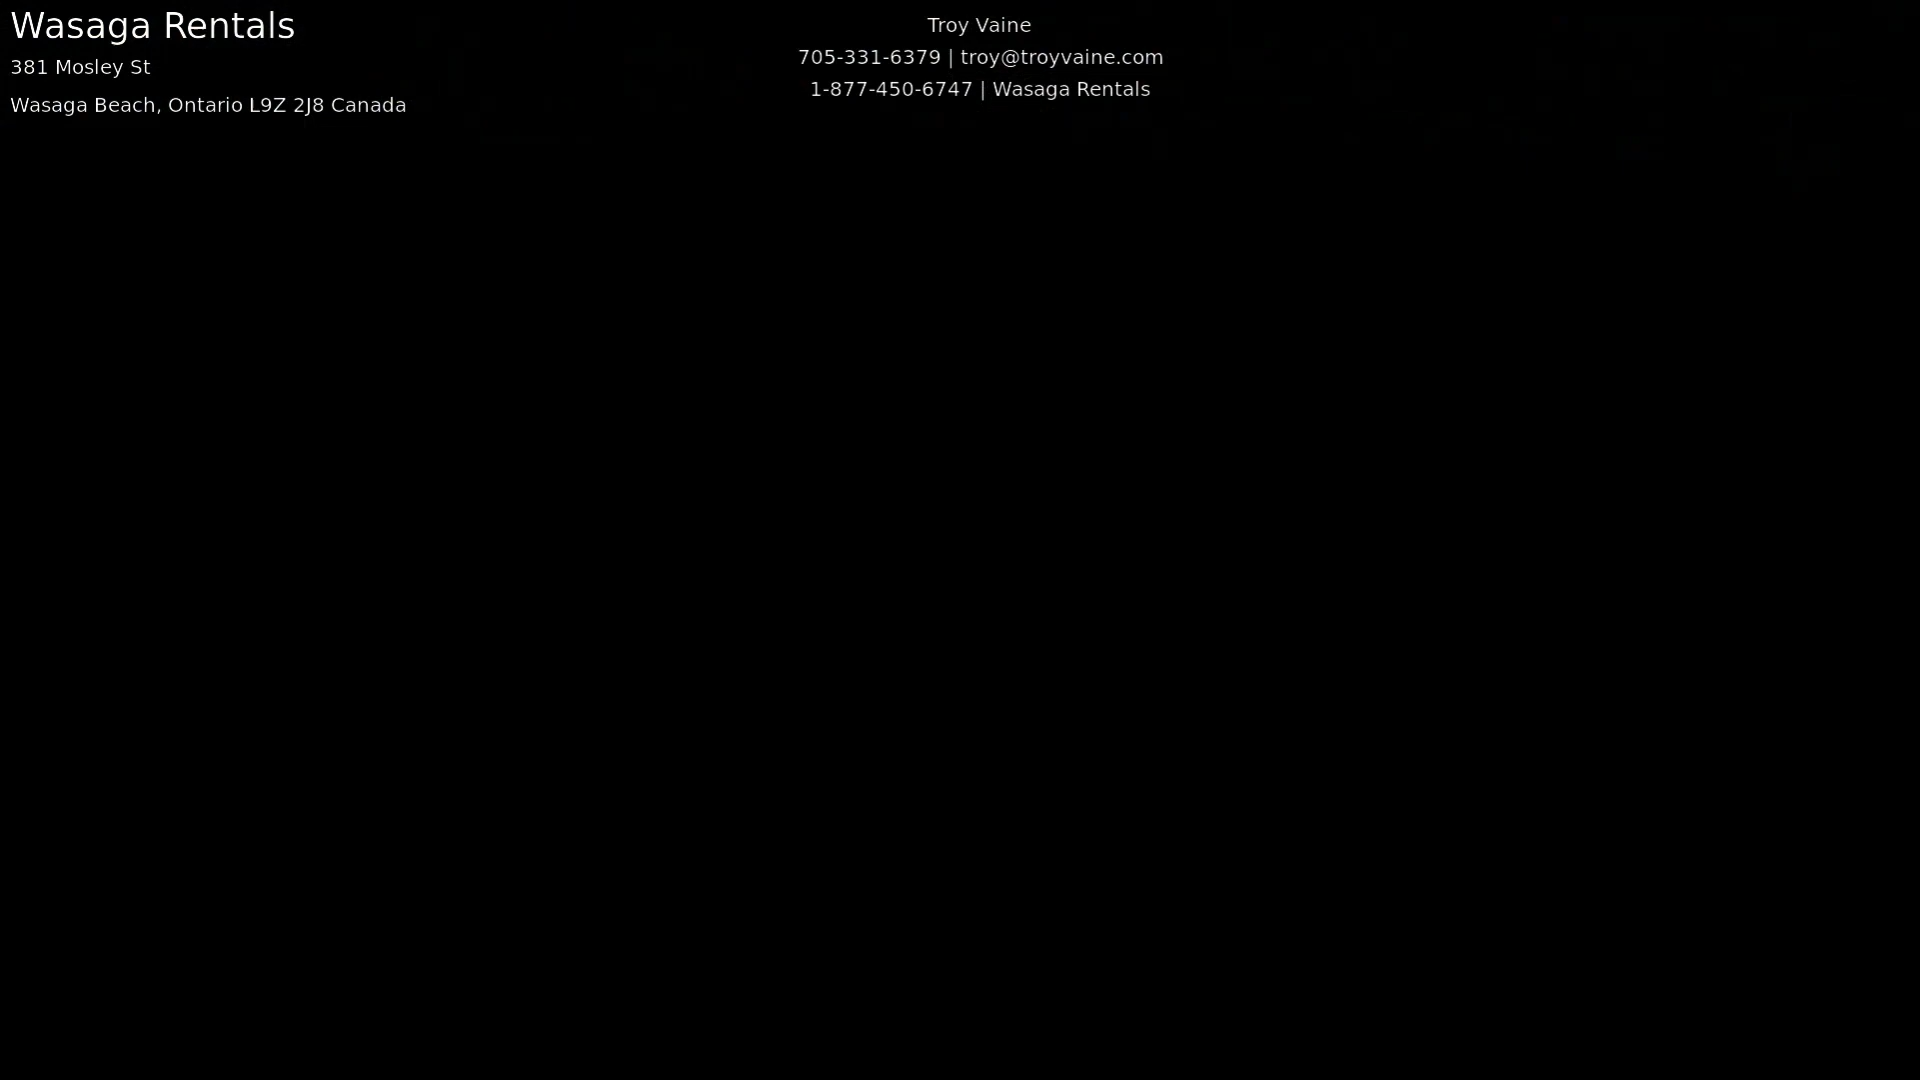 Wasaga Rentals
381 Mosley St
Wasaga Beach, Ontario L9Z 2J8 Canada
Troy Vaine
705-331-6379 | troy@troyvaine.com
1-877-450-6747 | Wasaga Rentals